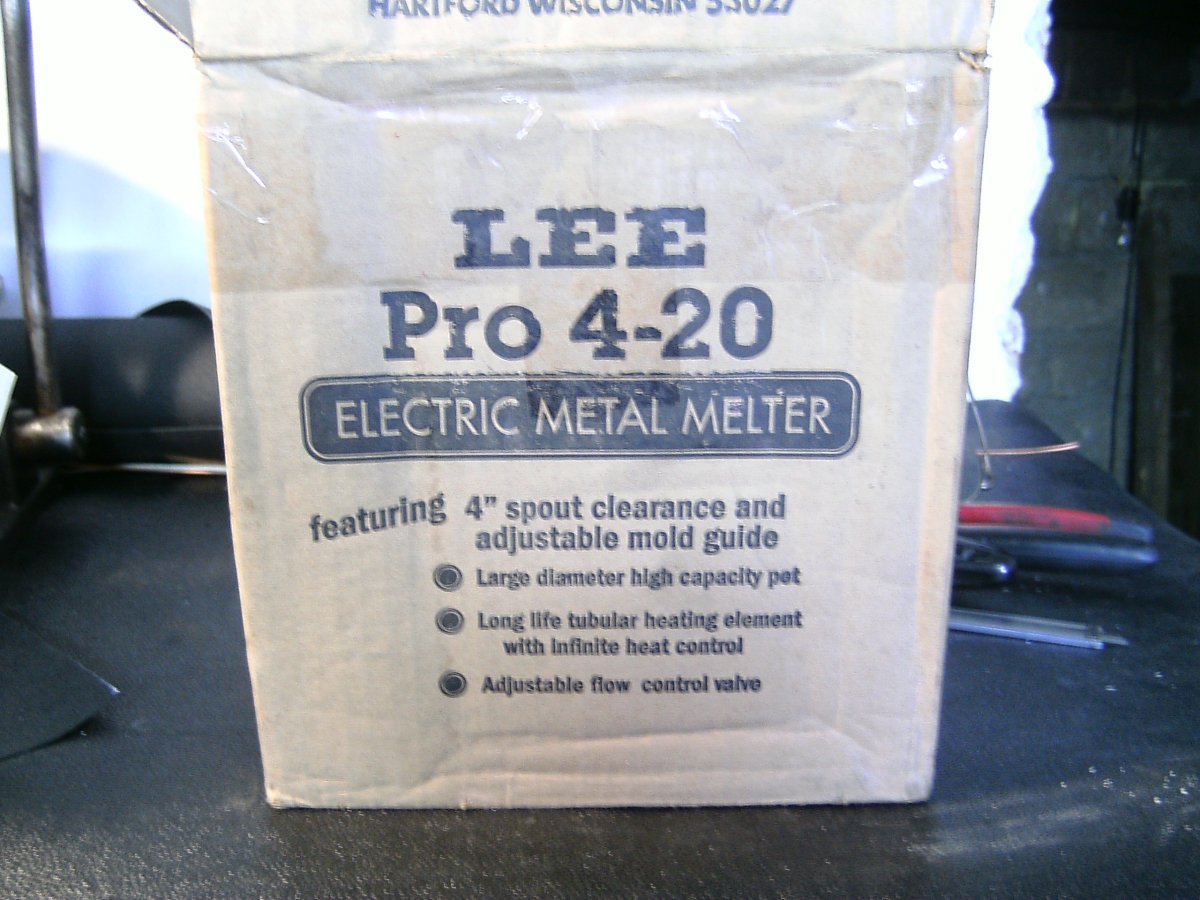 HARTFORD WISCONSIN 53027
LEE
Pro 4-20
ELECTRIC METAL MELTER
featuring 4" spout clearance and
adjustable mold guide
Large diameter high capacity pot
Long life tubular heating element
with infinite heat control
Adjustable flow control valve